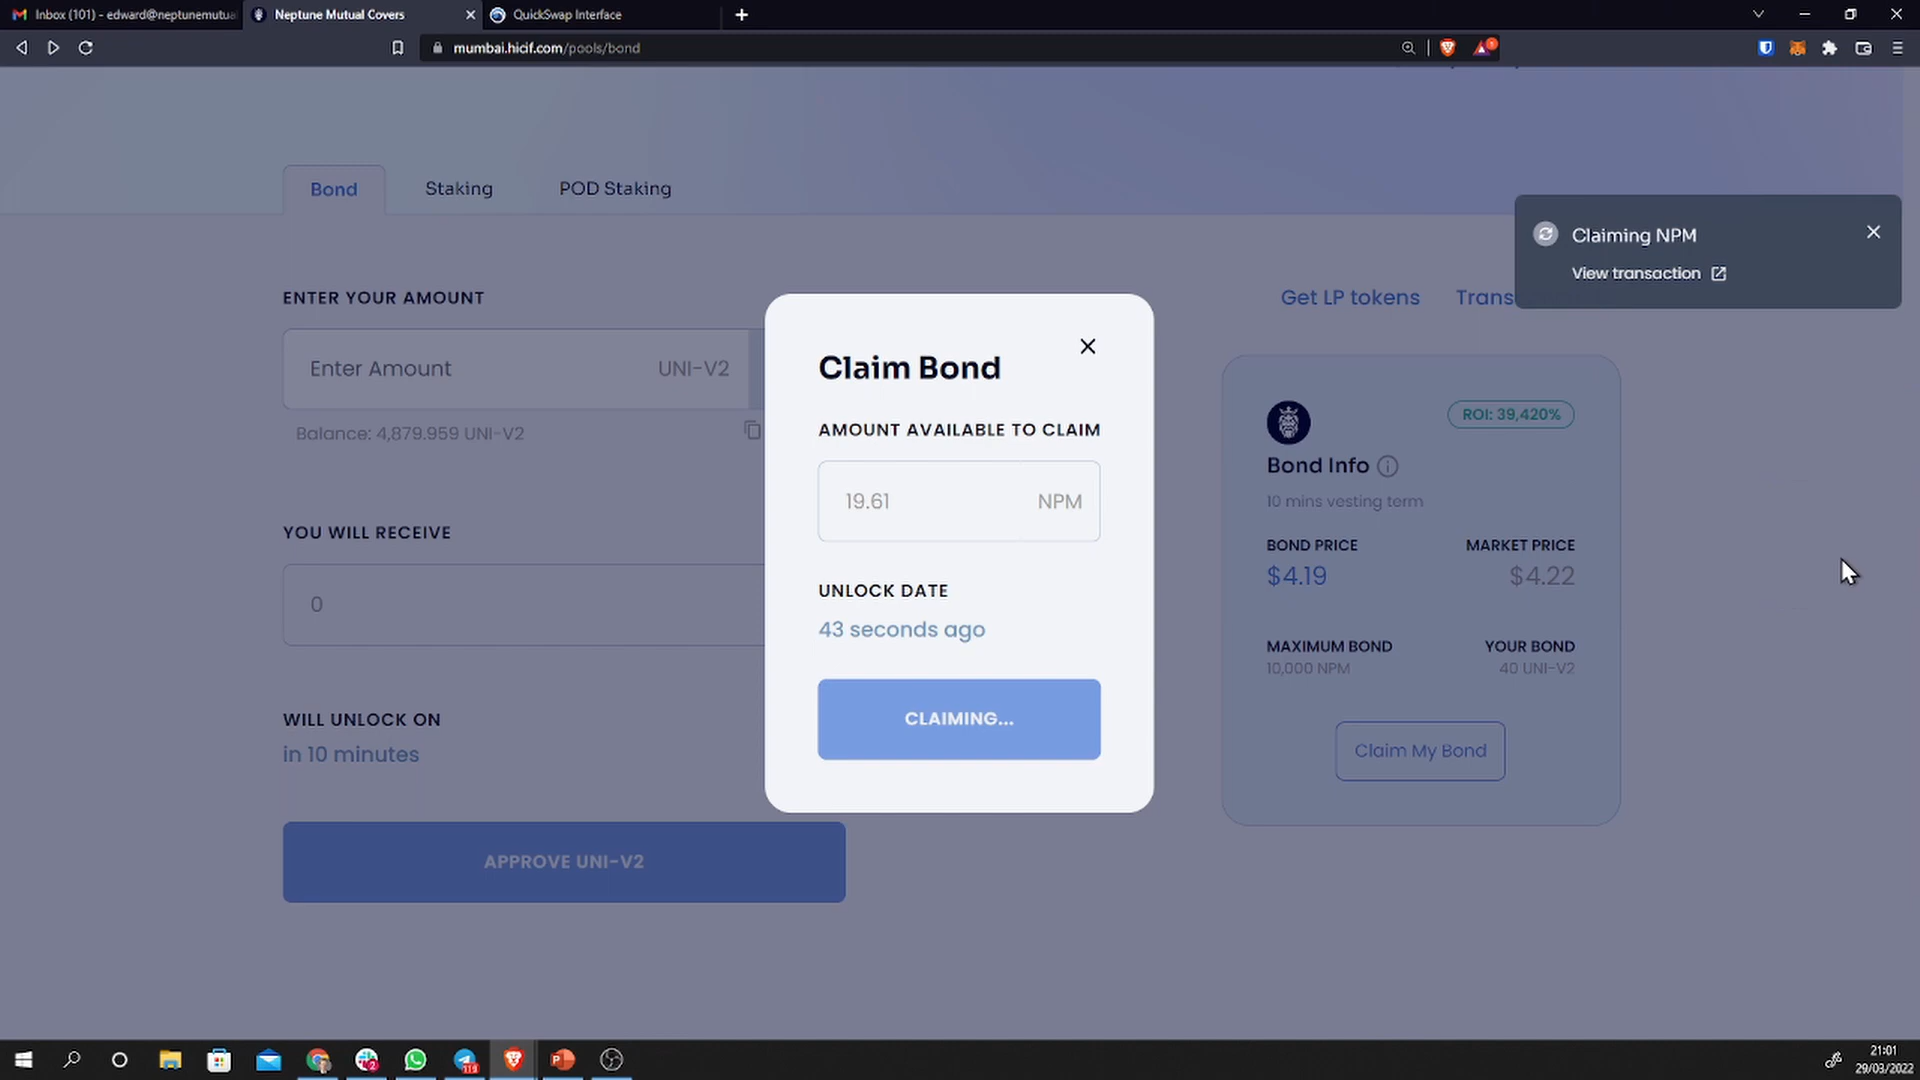 Inbox (101) - edward@neptunemutua
Neptune Mutual Covers
QuickSwap Interface
mumbai.hicif.com/pools/bond
Bond
Staking
POD Staking
Claiming NPM
View transaction
ENTER YOUR AMOUNT
Get LP tokens
Trans
Enter Amount
UNI-V2
Balance: 4,879.959 UNI-V2
YOU WILL RECEIVE
0
WILL UNLOCK ON
in 10 minutes
APPROVE UNI-V2
Claim Bond
AMOUNT AVAILABLE TO CLAIM
19.61
NPM
UNLOCK DATE
43 seconds ago
CLAIMING...
ROI: 39,420%
Bond Info
10 mins vesting term
BOND PRICE
MARKET PRICE
$4.19
$4.22
MAXIMUM BOND
YOUR BOND
10,000 NPM
40 UNI-V2
Claim My Bond
2
119
21:01
29/03/2022